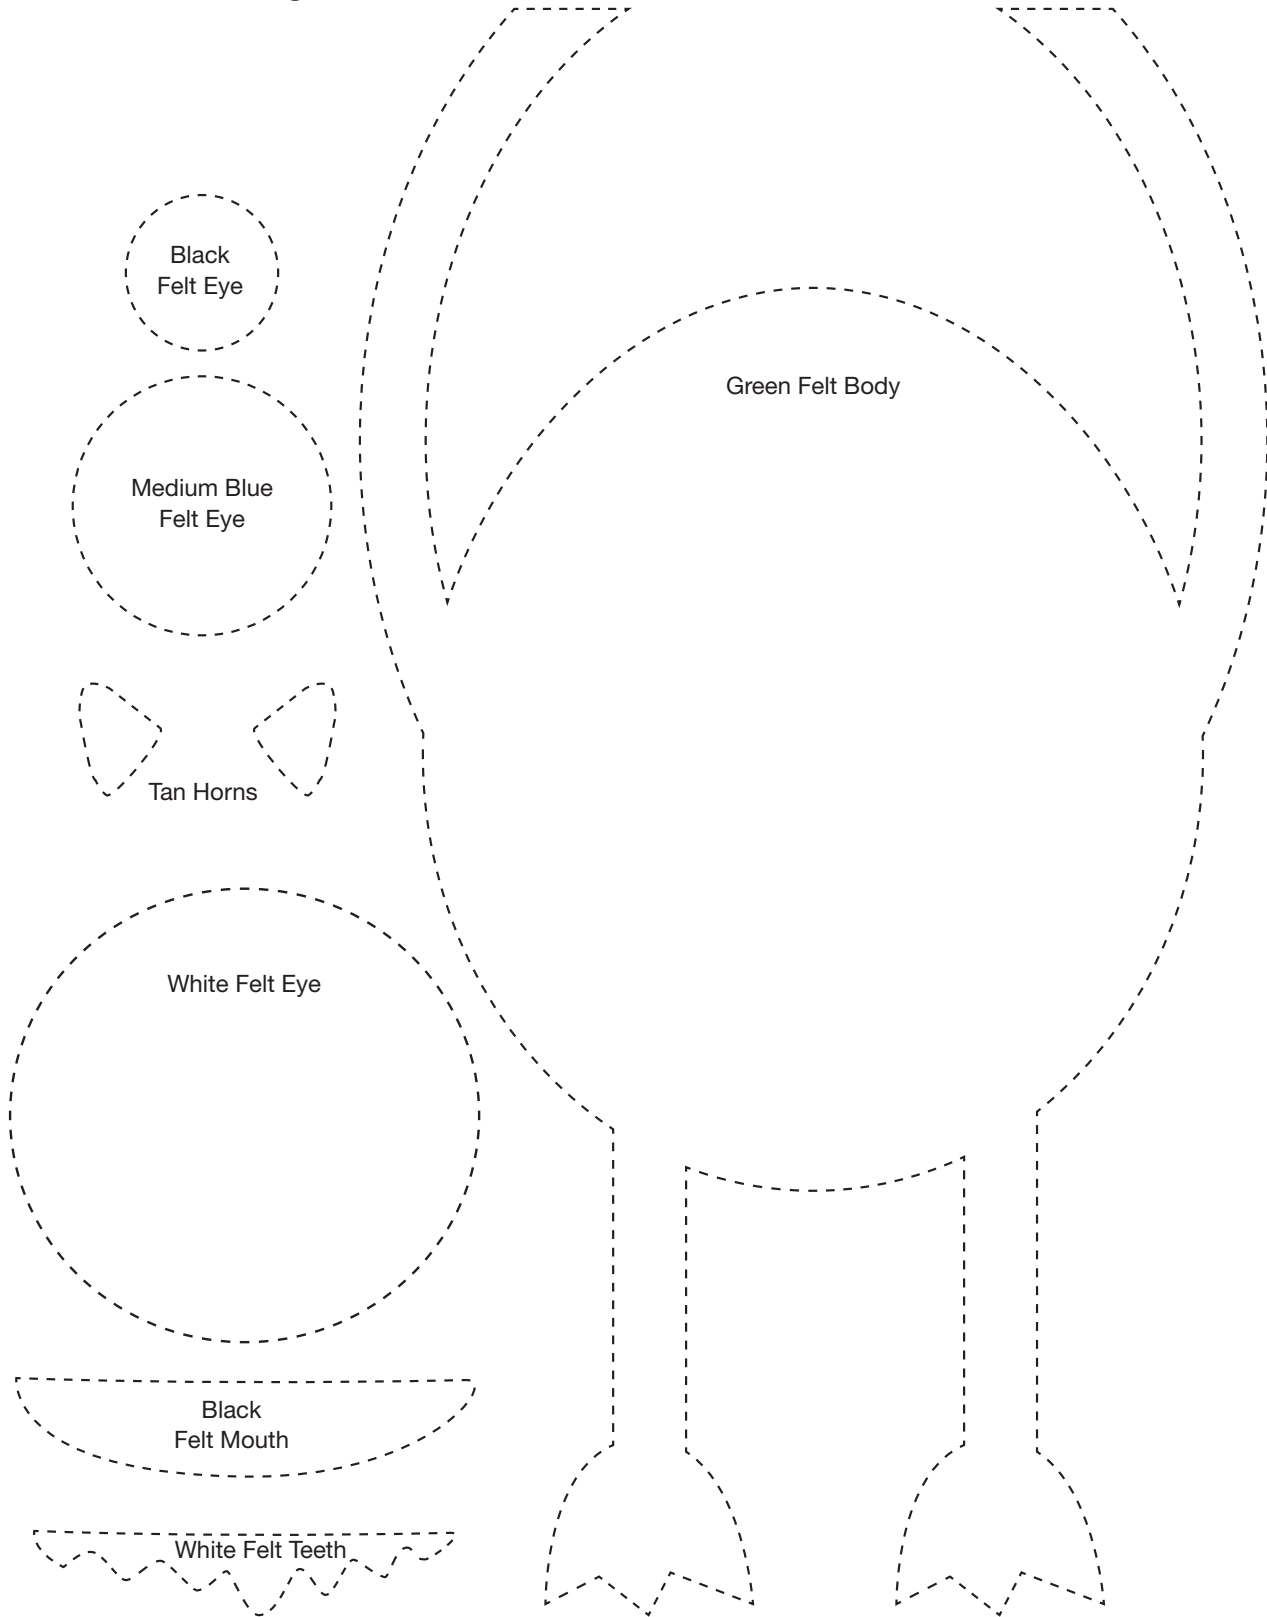 Black
Felt Eye
Green Felt Body
Medium Blue
Felt Eye
Tan Horns
White Felt Eye
Black
Felt Mouth
White Felt Teeth